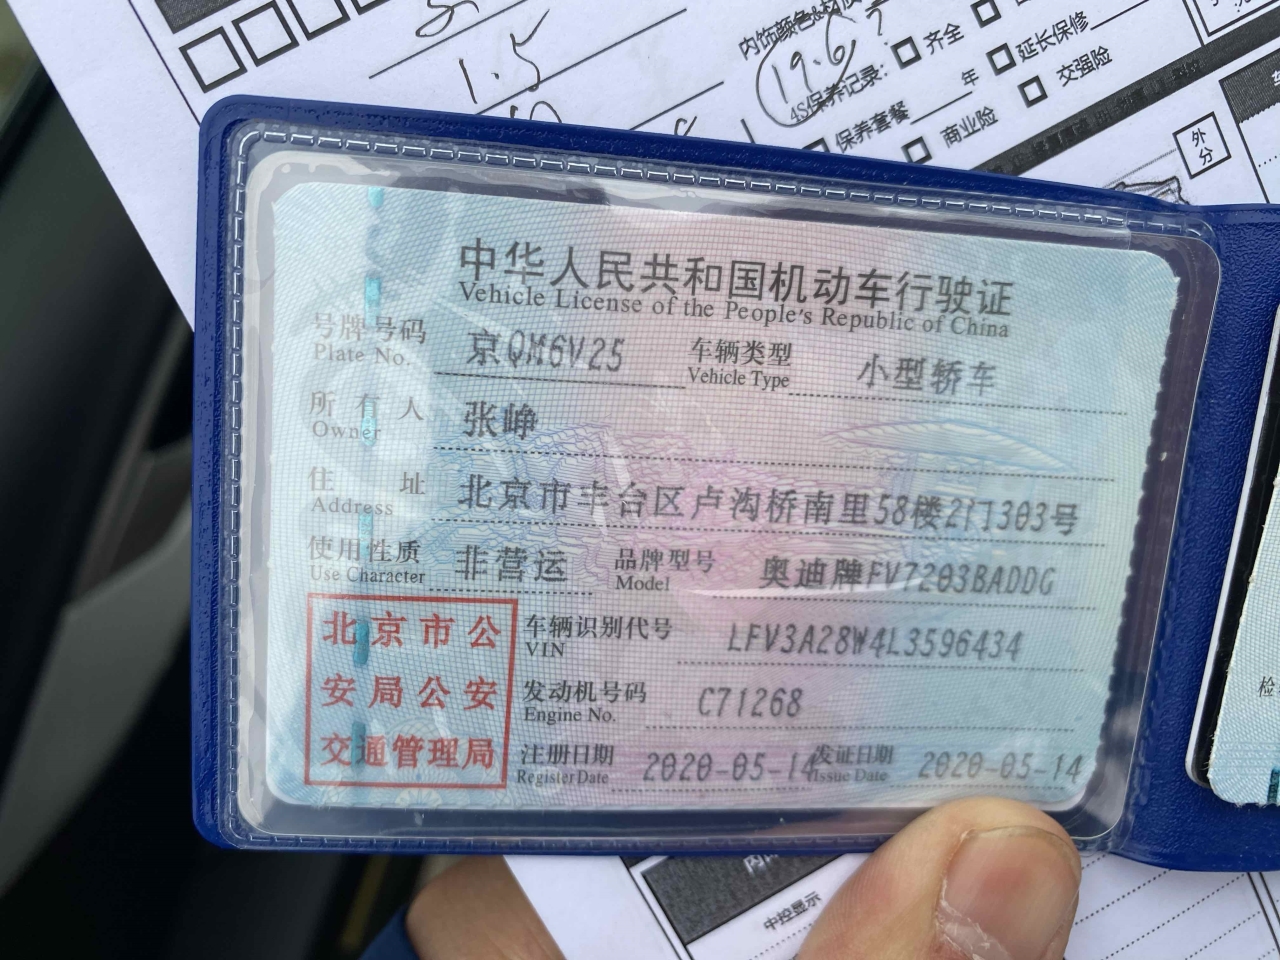 1.5
内饰颜色&材质
19.6?
4S保养记录: 齐全
年 延长保修
保养套餐 商业险 交强险
外分
中华人民共和国机动车行驶证
Vehicle License of the People's Republic of China
号牌号码 京QM6V25 车辆类型 小型轿车
Plate No. Vehicle Type
所有人 张峥
Owner
住址 北京市丰台区卢沟桥南里58楼2门303号
Address
使用性质 非营运 品牌型号 奥迪牌FV7203BADDG
Use Character Model
北京市公
安局公安
交通管理局
车辆识别代号 LFV3A28W4L3596434
VIN
发动机号码 C71268
Engine No.
注册日期 2020-05-14 发证日期 2020-05-14
Register Date Issue Date
检
中控显示